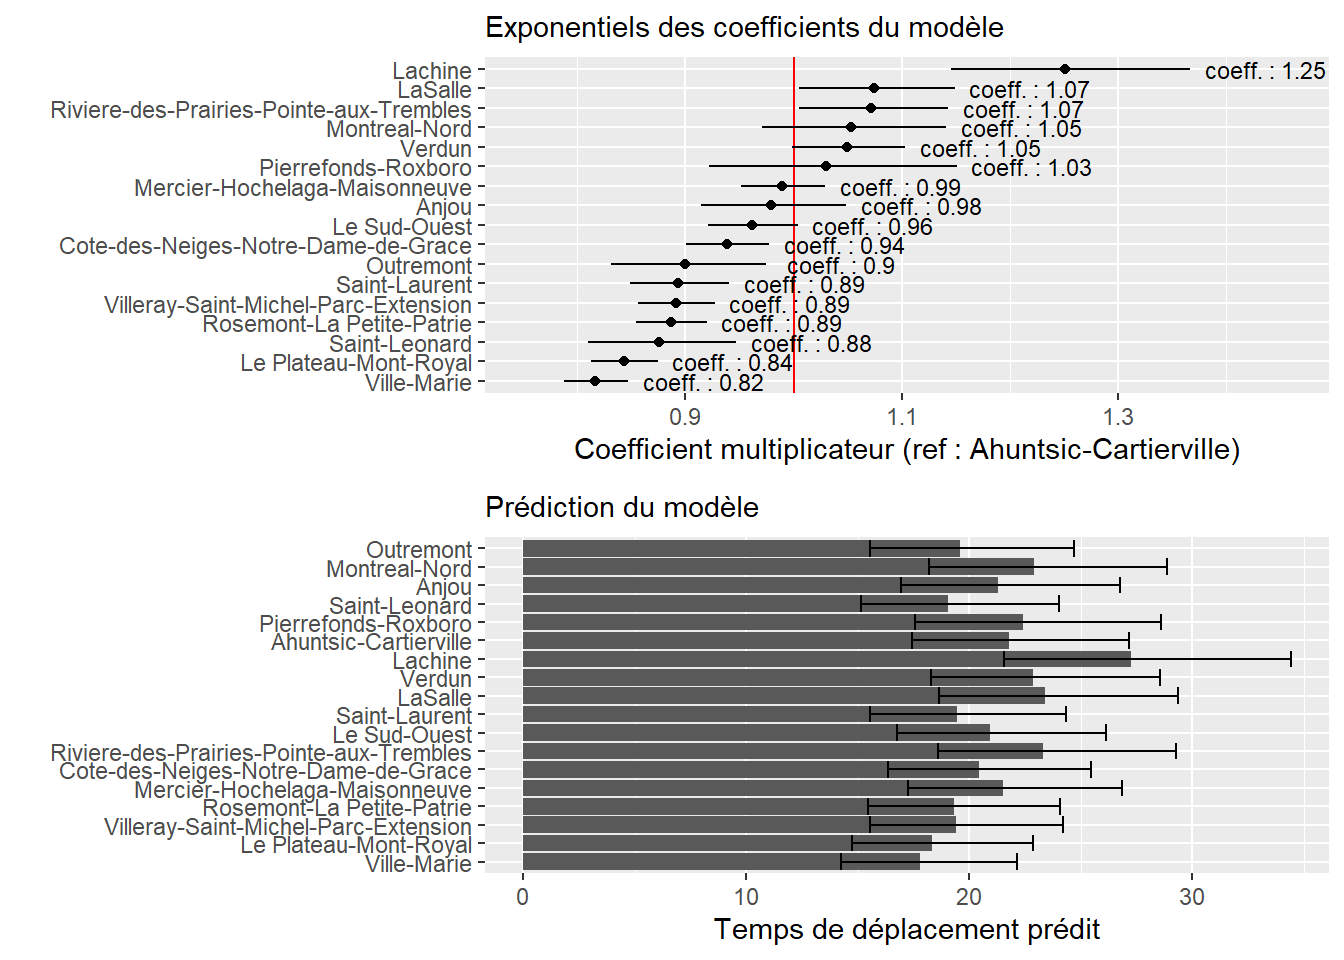 Exponentiels des coefficients du modèle
Lachine coeff. : 1.25
LaSalle coeff. : 1.07
Riviere-des-Prairies-Pointe-aux-Trembles coeff. : 1.07
Montreal-Nord coeff. : 1.05
Verdun coeff. : 1.05
Pierrefonds-Roxboro coeff. : 1.03
Mercier-Hochelaga-Maisonneuve coeff. : 0.99
Anjou coeff. : 0.98
Le Sud-Ouest coeff. : 0.96
Cote-des-Neiges-Notre-Dame-de-Grace coeff. : 0.94
Outremont coeff. : 0.9
Saint-Laurent coeff. : 0.89
Villeray-Saint-Michel-Parc-Extension coeff. : 0.89
Rosemont-La Petite-Patrie coeff. : 0.89
Saint-Leonard coeff. : 0.88
Le Plateau-Mont-Royal coeff. : 0.84
Ville-Marie coeff. : 0.82
0.9 1.1 1.3
Coefficient multiplicateur (ref : Ahuntsic-Cartierville)
Prédiction du modèle
Outremont
Montreal-Nord
Anjou
Saint-Leonard
Pierrefonds-Roxboro
Ahuntsic-Cartierville
Lachine
Verdun
LaSalle
Saint-Laurent
Le Sud-Ouest
Riviere-des-Prairies-Pointe-aux-Trembles
Cote-des-Neiges-Notre-Dame-de-Grace
Mercier-Hochelaga-Maisonneuve
Rosemont-La Petite-Patrie
Villeray-Saint-Michel-Parc-Extension
Le Plateau-Mont-Royal
Ville-Marie
0 10 20 30
Temps de déplacement prédit